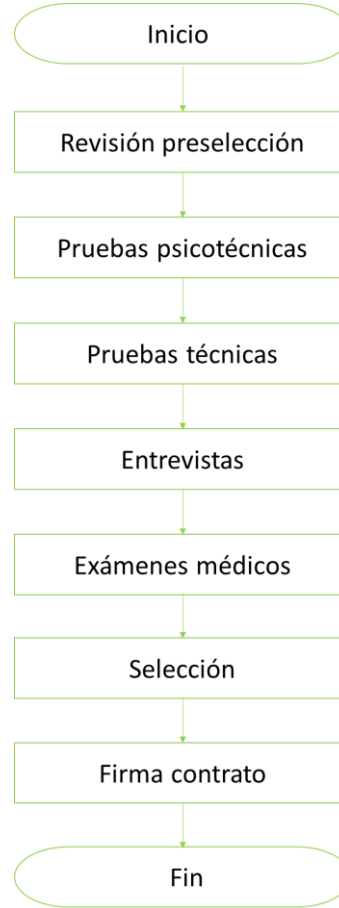 Inicio
Revisión preselección
Pruebas psicotécnicas
Pruebas técnicas
Entrevistas
Exámenes médicos
Selección
Firma contrato
Fin